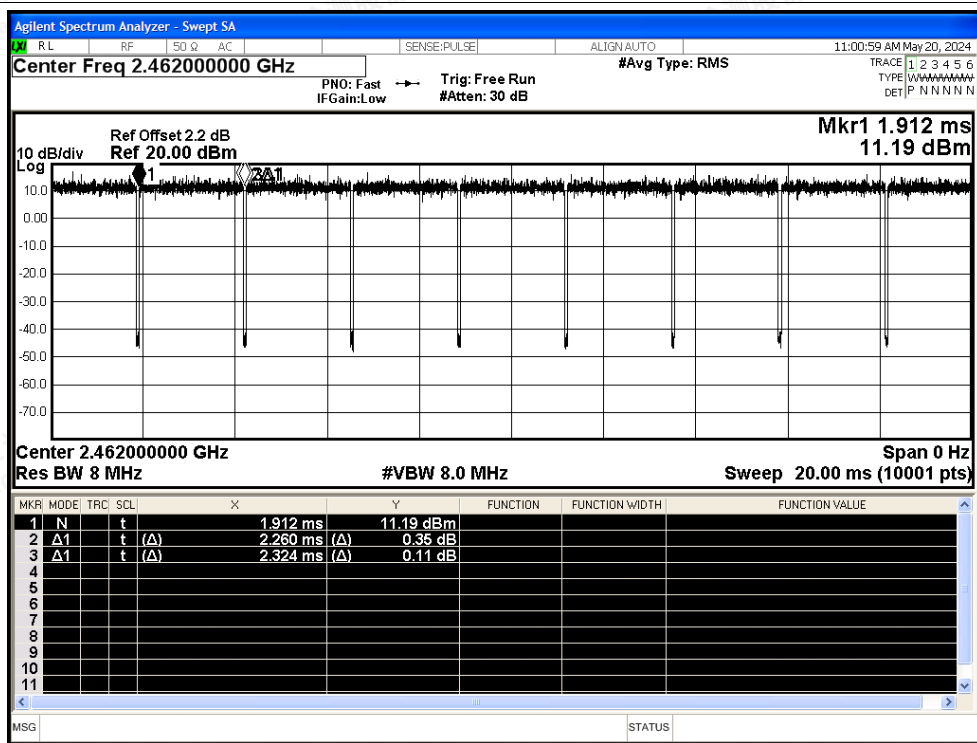 Agilent Spectrum Analyzer - Swept SA
LXI RL RF 50 Ω AC SENSE:PULSE ALIGN AUTO 11:00:59 AM May 20, 2024
Center Freq 2.462000000 GHz
PNO: Fast
IFGain:Low
Trig: Free Run
#Atten: 30 dB
#Avg Type: RMS
TRACE 1 2 3 4 5 6
TYPE WWWWWW
DET P N N N N N
Mkr1 1.912 ms
11.19 dBm
Ref Offset 2.2 dB
10 dB/div Ref 20.00 dBm
Log
1 3Δ1
10.0
0.00
-10.0
-20.0
-30.0
-40.0
-50.0
-60.0
-70.0
Center 2.462000000 GHz Span 0 Hz
Res BW 8 MHz #VBW 8.0 MHz Sweep 20.00 ms (10001 pts)
MKR MODE TRC SCL X Y FUNCTION FUNCTION WIDTH FUNCTION VALUE
1 N t 1.912 ms 11.19 dBm
2 Δ1 t (Δ) 2.260 ms (Δ) 0.35 dB
3 Δ1 t (Δ) 2.324 ms (Δ) 0.11 dB
4
5
6
7
8
9
10
11
MSG STATUS